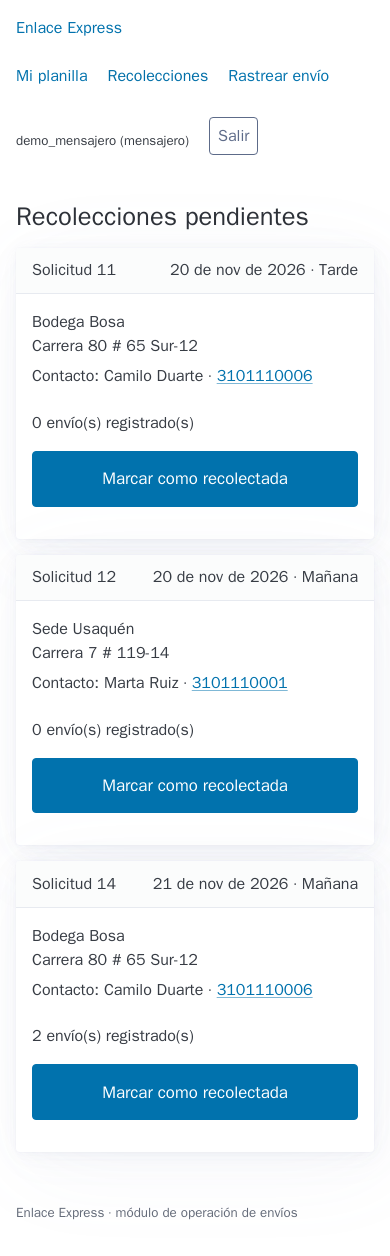 Enlace Express
Mi planilla Recolecciones Rastrear envío
demo_mensajero (mensajero) Salir
Recolecciones pendientes
Solicitud 11 20 de nov de 2026 · Tarde
Bodega Bosa
Carrera 80 # 65 Sur-12
Contacto: Camilo Duarte · 3101110006
0 envío(s) registrado(s)
Marcar como recolectada
Solicitud 12 20 de nov de 2026 · Mañana
Sede Usaquén
Carrera 7 # 119-14
Contacto: Marta Ruiz · 3101110001
0 envío(s) registrado(s)
Marcar como recolectada
Solicitud 14 21 de nov de 2026 · Mañana
Bodega Bosa
Carrera 80 # 65 Sur-12
Contacto: Camilo Duarte · 3101110006
2 envío(s) registrado(s)
Marcar como recolectada
Enlace Express · módulo de operación de envíos